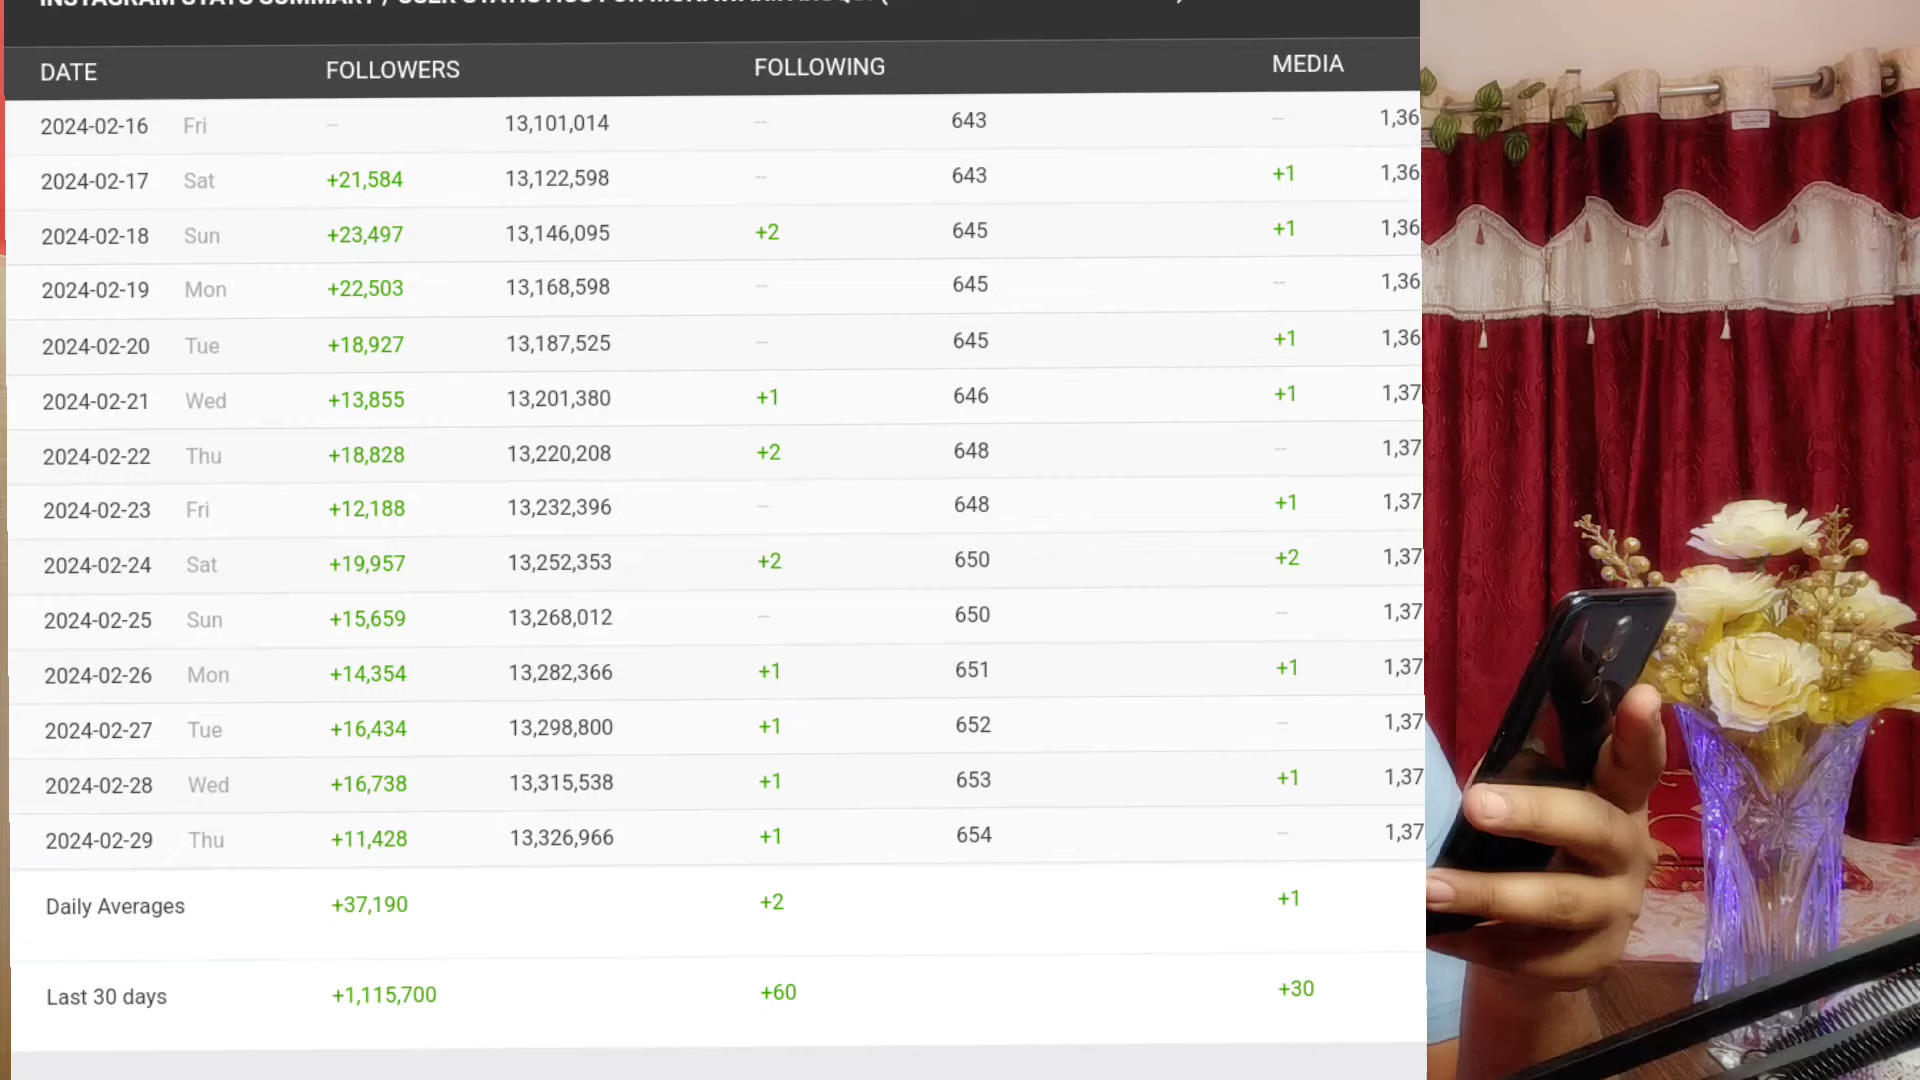 DATE FOLLOWERS FOLLOWING MEDIA
2024-02-16 Fri -- 13,101,014 -- 643 -- 1,36
2024-02-17 Sat +21,584 13,122,598 -- 643 +1 1,36
2024-02-18 Sun +23,497 13,146,095 +2 645 +1 1,36
2024-02-19 Mon +22,503 13,168,598 -- 645 -- 1,36
2024-02-20 Tue +18,927 13,187,525 -- 645 +1 1,36
2024-02-21 Wed +13,855 13,201,380 +1 646 +1 1,37
2024-02-22 Thu +18,828 13,220,208 +2 648 -- 1,37
2024-02-23 Fri +12,188 13,232,396 -- 648 +1 1,37
2024-02-24 Sat +19,957 13,252,353 +2 650 +2 1,37
2024-02-25 Sun +15,659 13,268,012 -- 650 -- 1,37
2024-02-26 Mon +14,354 13,282,366 +1 651 +1 1,37
2024-02-27 Tue +16,434 13,298,800 +1 652 -- 1,37
2024-02-28 Wed +16,738 13,315,538 +1 653 +1 1,37
2024-02-29 Thu +11,428 13,326,966 +1 654 -- 1,37
Daily Averages +37,190 +2 +1
Last 30 days +1,115,700 +60 +30